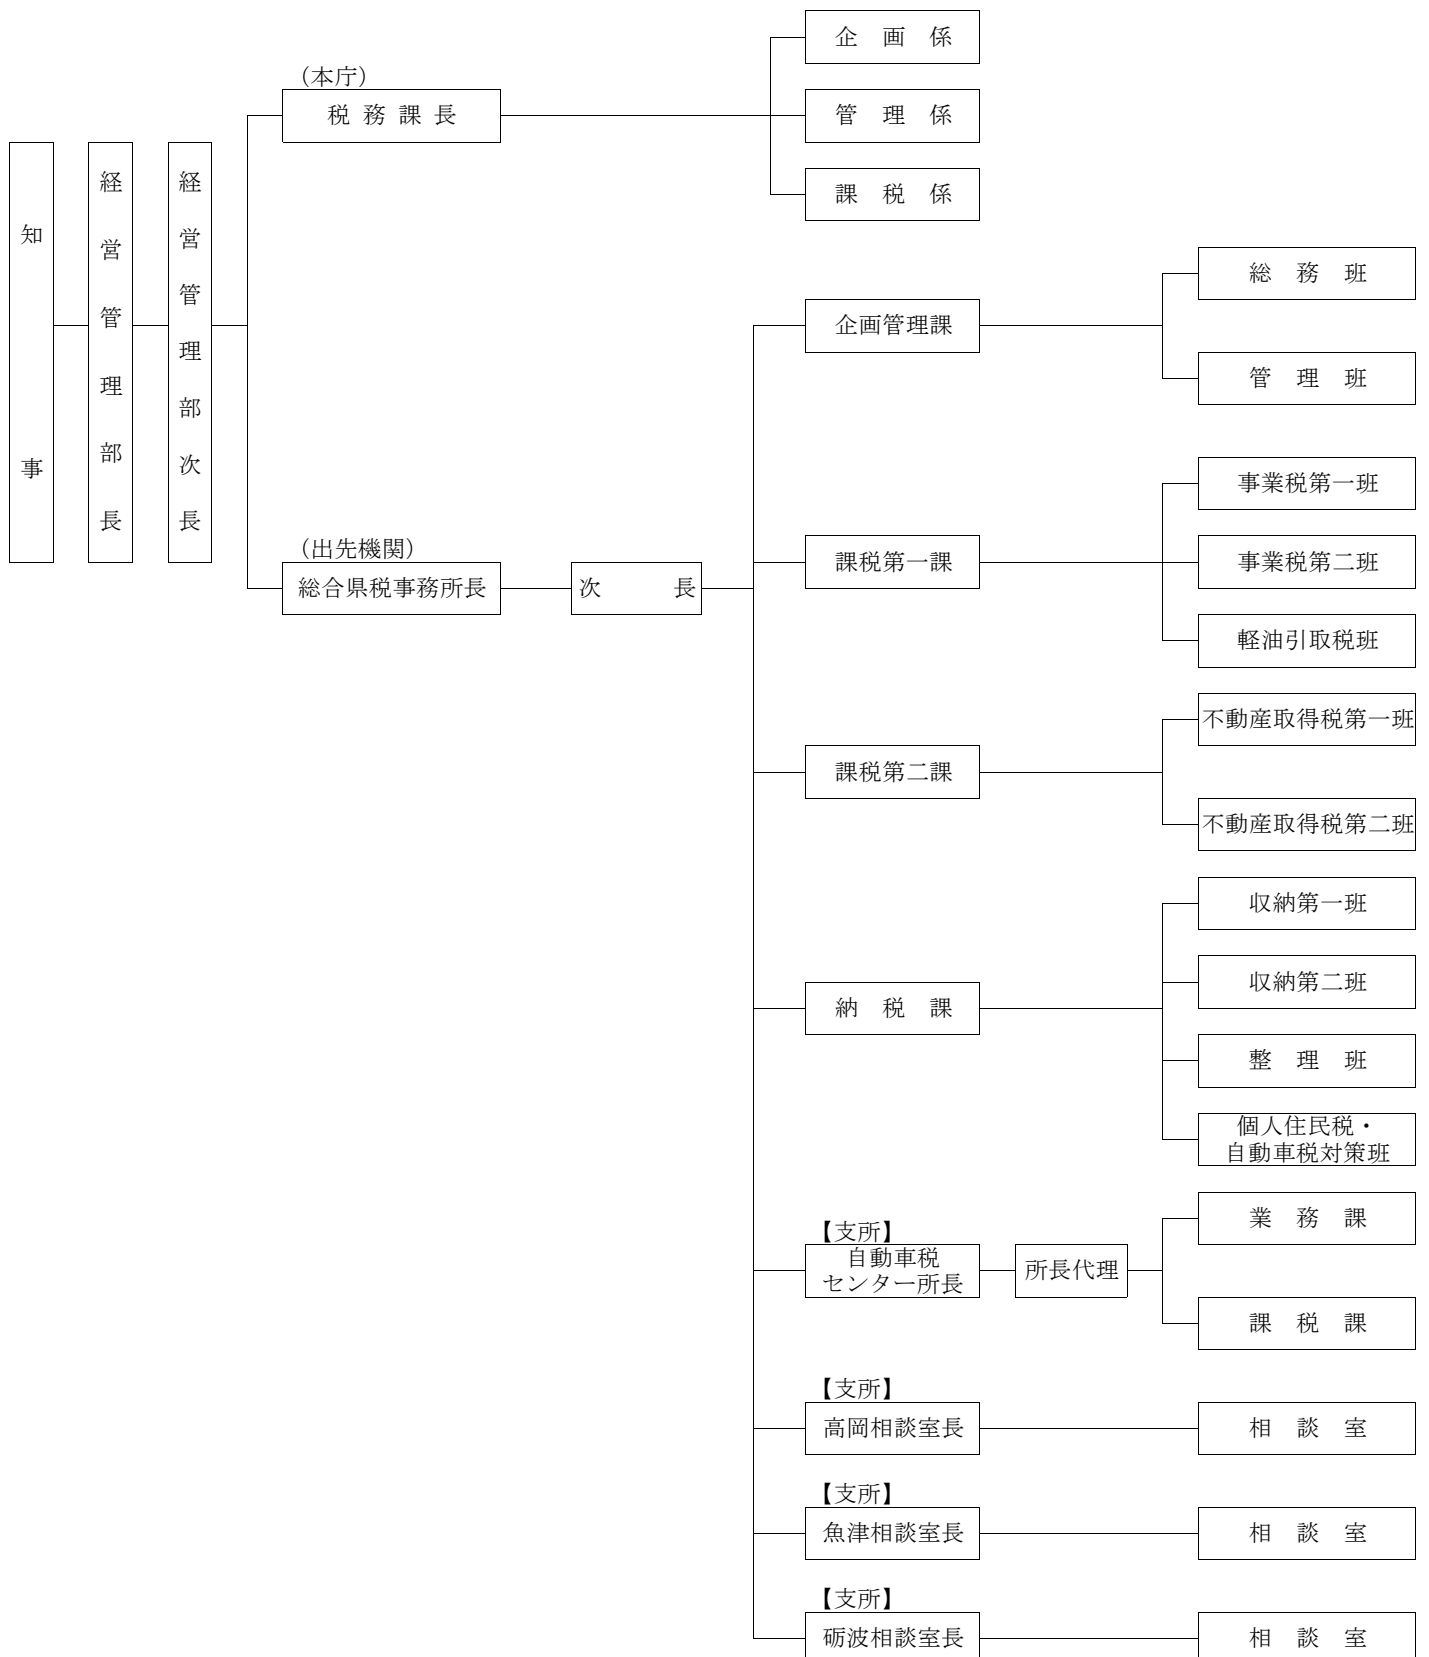 知事
経営管理部長
経営管理部次長
（本庁）
税務課長
企画係
管理係
課税係
（出先機関）
総合県税事務所長
次長
企画管理課
総務班
管理班
課税第一課
事業税第一班
事業税第二班
軽油引取税班
課税第二課
不動産取得税第一班
不動産取得税第二班
納税課
収納第一班
収納第二班
整理班
個人住民税・
自動車税対策班
【支所】
自動車税
センター所長
所長代理
業務課
課税課
【支所】
高岡相談室長
相談室
【支所】
魚津相談室長
相談室
【支所】
砺波相談室長
相談室